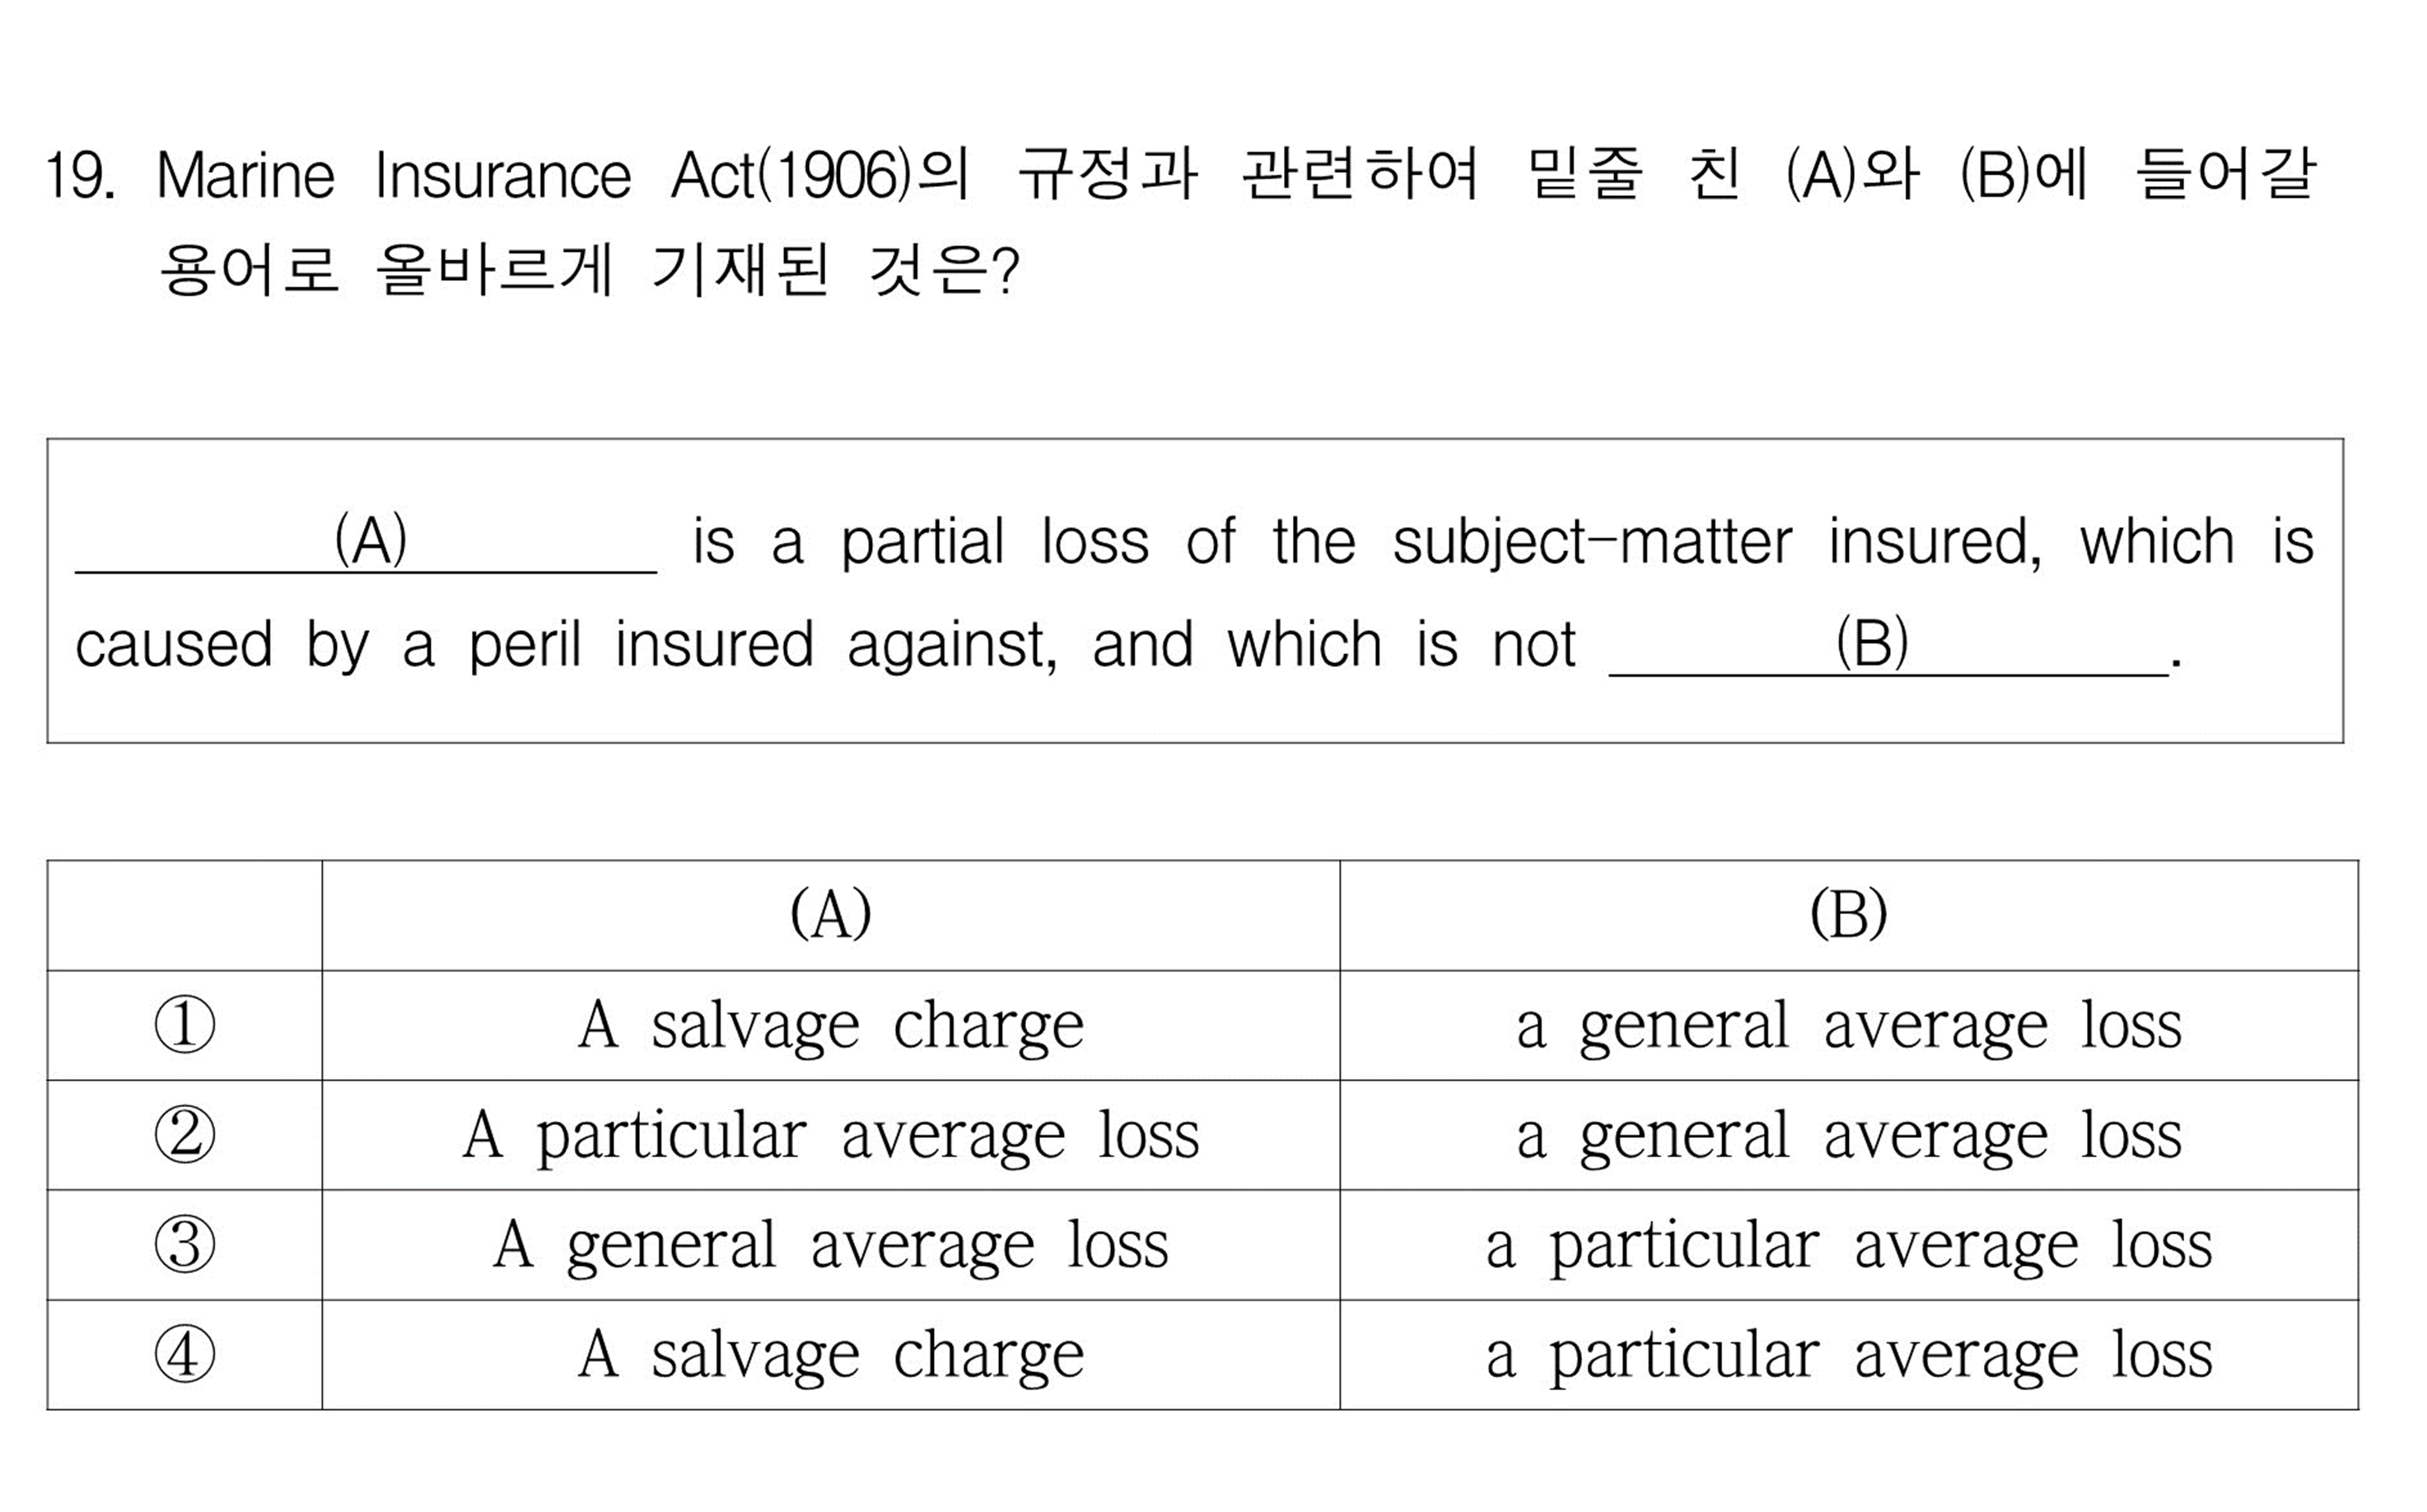 19. Marine Insurance Act(1906)의 규정과 관련하여 밑줄 친 (A)와 (B)에 들어갈
용어로 올바르게 기재된 것은?
(A) is a partial loss of the subject-matter insured, which is
caused by a peril insured against, and which is not (B).
(A) (B)
① A salvage charge a general average loss
② A particular average loss a general average loss
③ A general average loss a particular average loss
④ A salvage charge a particular average loss